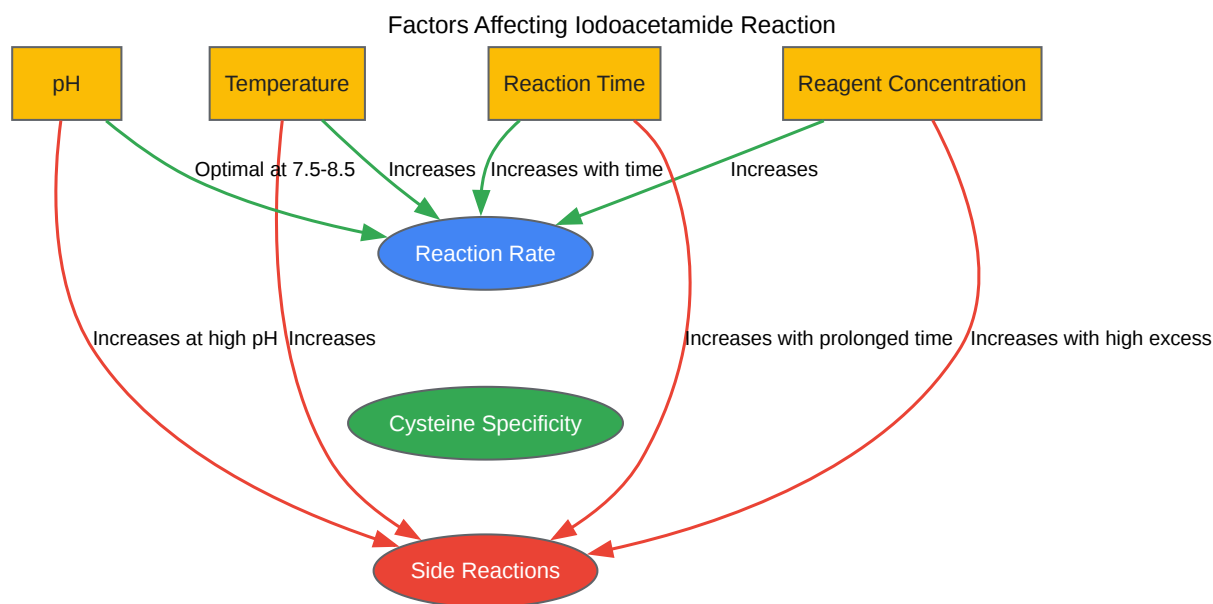 Factors Affecting Iodoacetamide Reaction
pH
Temperature
Reaction Time
Reagent Concentration
Optimal at 7.5-8.5
Increases
Increases with time
Increases
Reaction Rate
Increases at high pH
Increases
Increases with prolonged time
Increases with high excess
Cysteine Specificity
Side Reactions